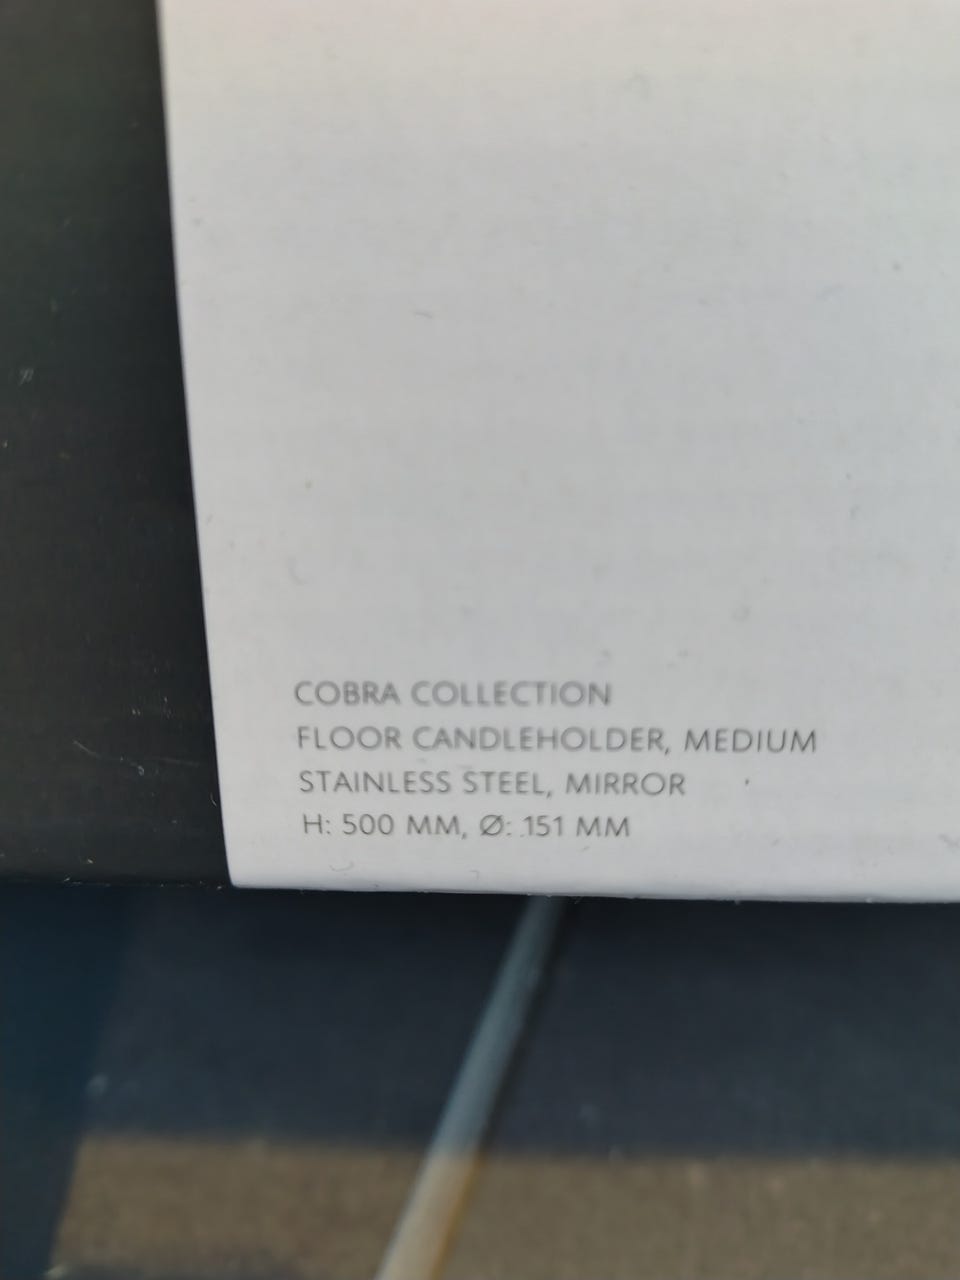 COBRA COLLECTION
FLOOR CANDLEHOLDER, MEDIUM
STAINLESS STEEL, MIRROR
H: 500 MM, Ø: 151 MM